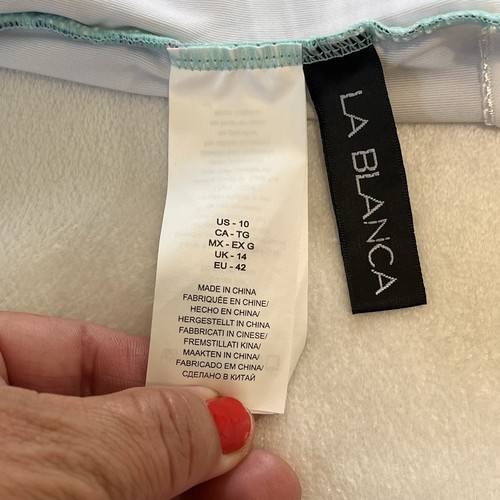 US - 10
CA - TG
MX - EX G
UK - 14
EU - 42
MADE IN CHINA
FABRIQUÉE EN CHINE/
HECHO EN CHINA/
HERGESTELLT IN CHINA
FABBRICATI IN CINESE/
FREMSTILLATI KINA/
MAAKTEN IN CHINA/
FABRICADO EM CHINA/
СДЕЛАНО В КИТАЙ
LA BLANCA